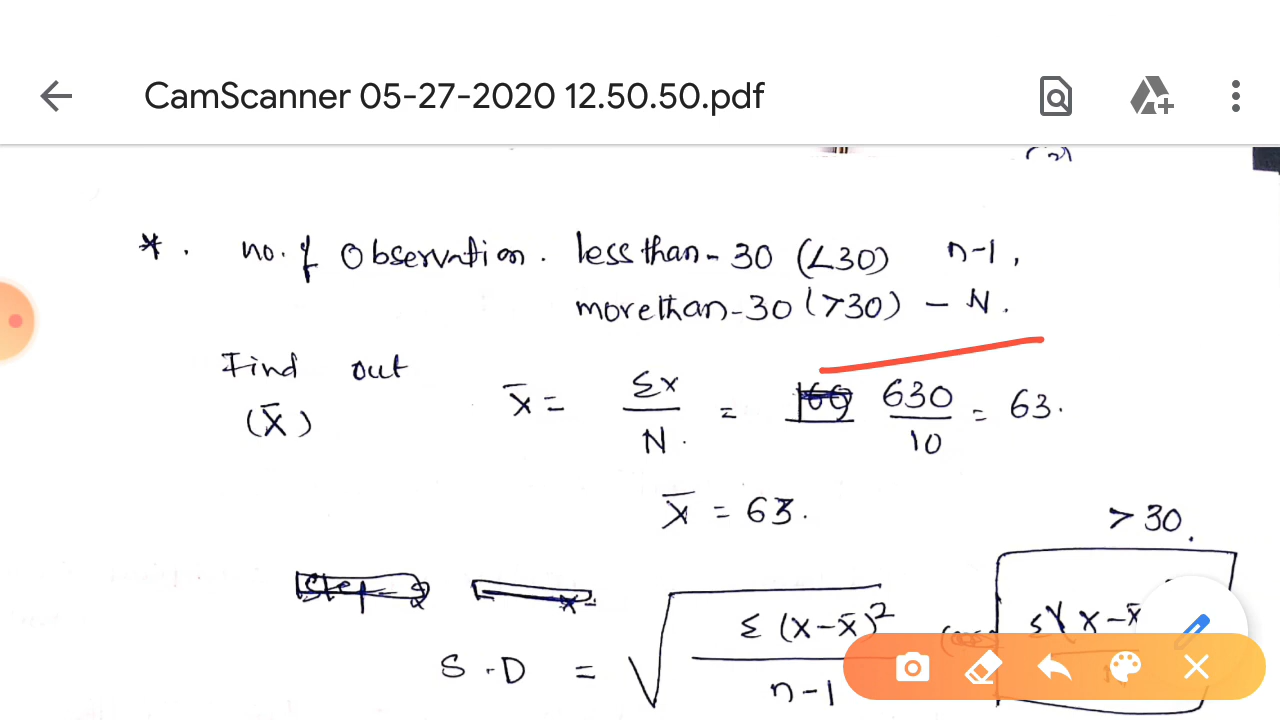 CamScanner 05-27-2020 12.50.50.pdf
*. no. of Observation. less than - 30 (∠30) n-1,
more than - 30 (>30) - N.
Find out
(X̄)
x̄ = Σx / N. = 630 / 10 = 63.
x̄ = 63.
> 30.
S.D = √ Σ (x-x̄)² / n-1
Σ(x-x̄